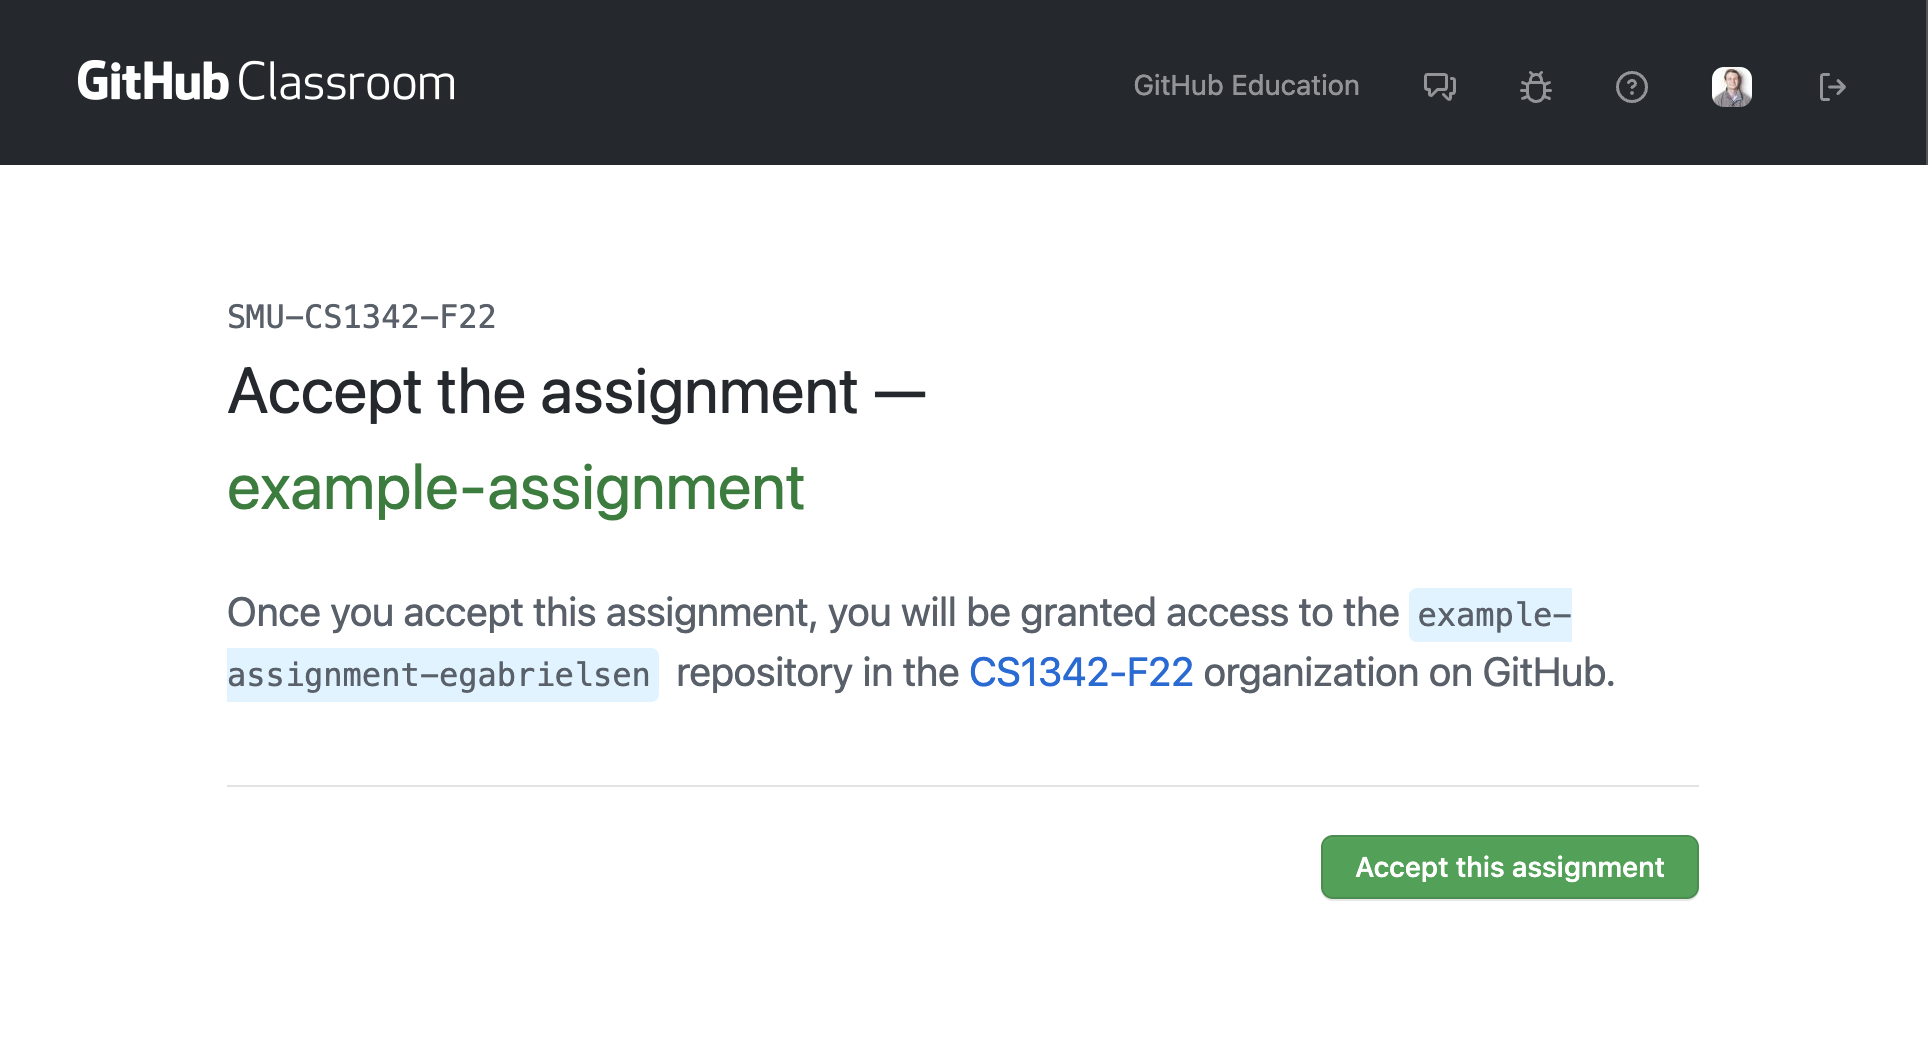 GitHub Classroom
GitHub Education
SMU-CS1342-F22
Accept the assignment —
example-assignment
Once you accept this assignment, you will be granted access to the example-
assignment-egabrielsen repository in the CS1342-F22 organization on GitHub.
Accept this assignment